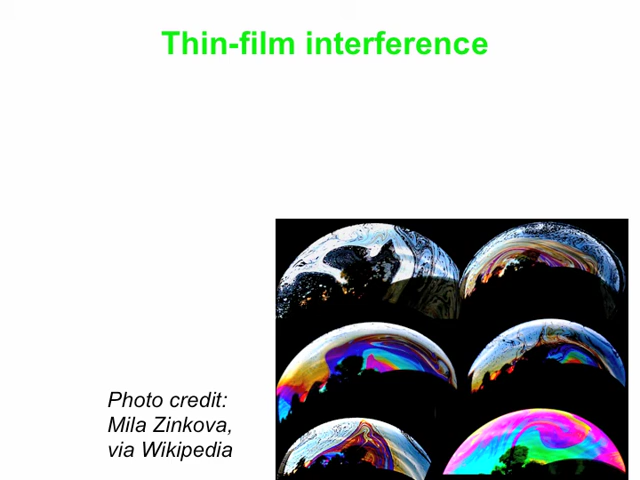 Thin-film interference
Photo credit:
Mila Zinkova,
via Wikipedia